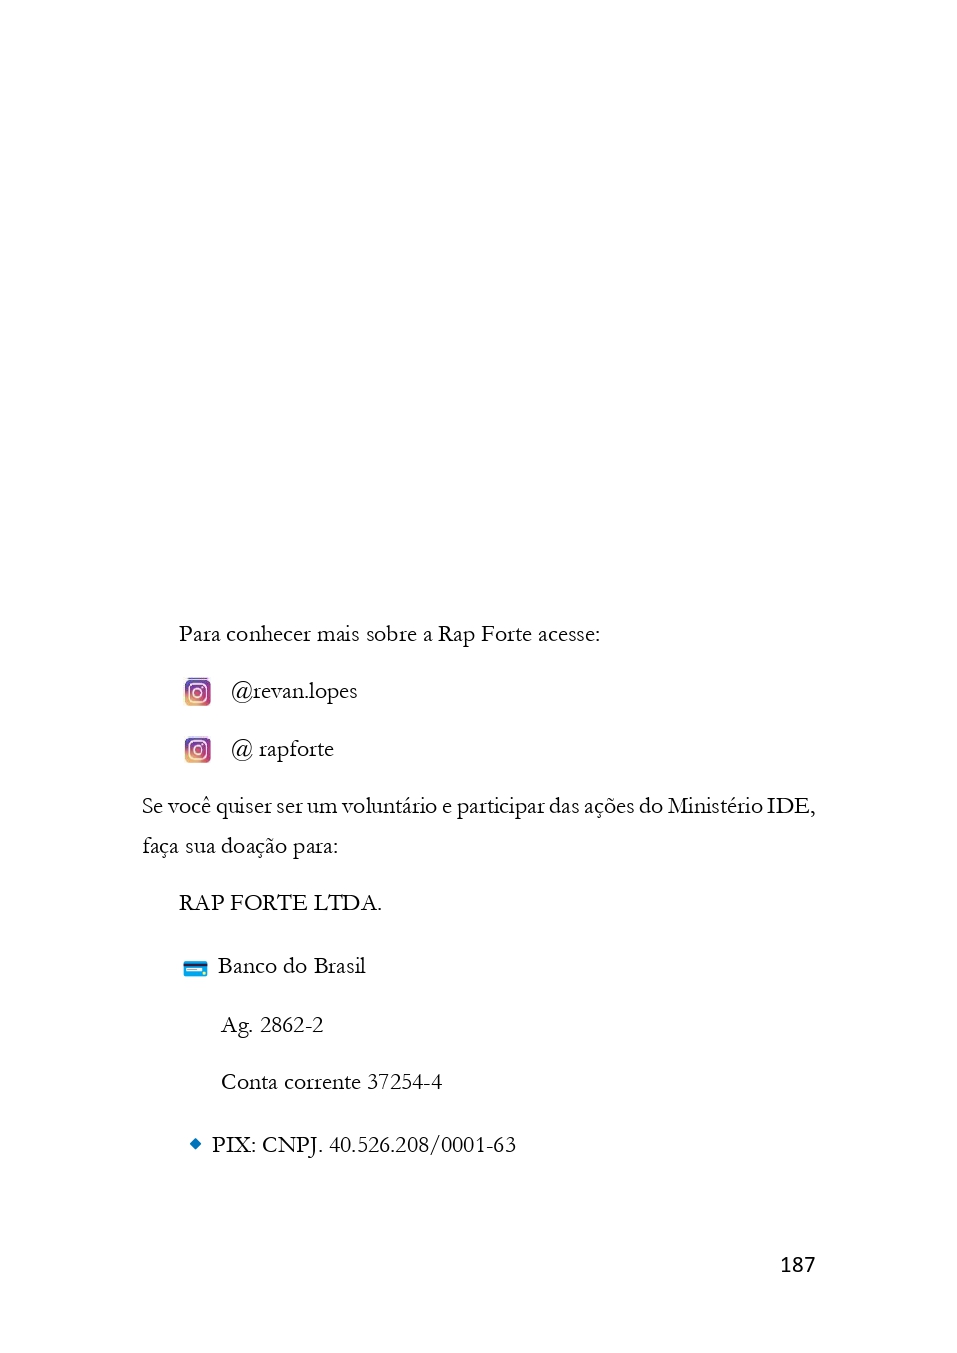 Para conhecer mais sobre a Rap Forte acesse:
@revan.lopes
@ rapforte
Se você quiser ser um voluntário e participar das ações do Ministério IDE,
faça sua doação para:
RAP FORTE LTDA.
Banco do Brasil
Ag. 2862-2
Conta corrente 37254-4
PIX: CNPJ. 40.526.208/0001-63
187